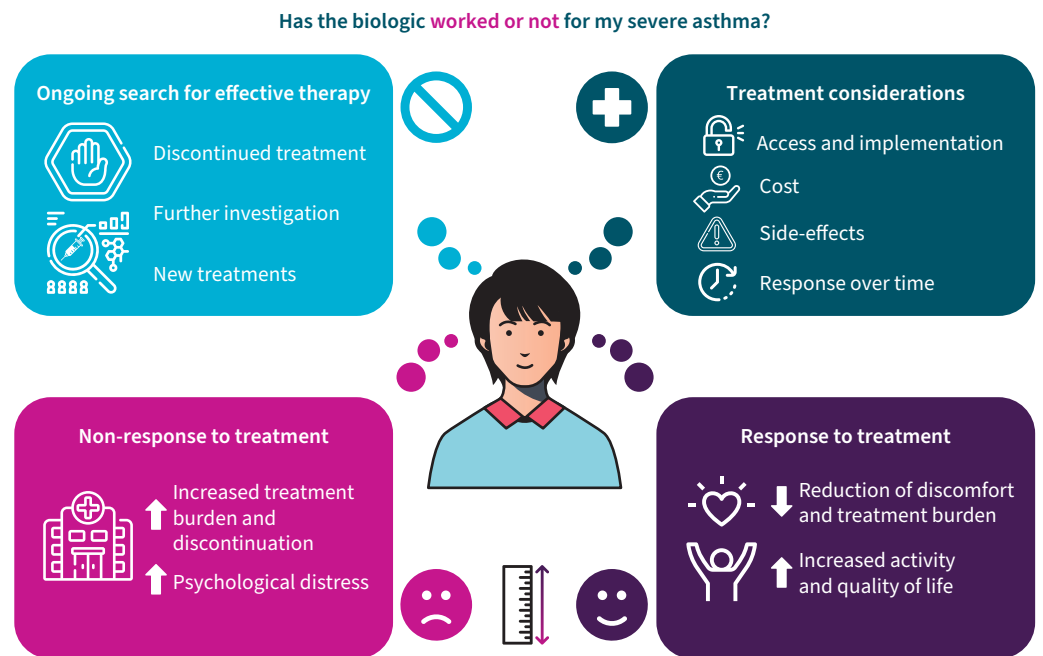 Has the biologic worked or not for my severe asthma?
Ongoing search for effective therapy
Discontinued treatment
Further investigation
New treatments
8888
Treatment considerations
Access and implementation
€
Cost
Side-effects
Response over time
Non-response to treatment
Increased treatment
burden and
discontinuation
Psychological distress
Response to treatment
Reduction of discomfort
and treatment burden
Increased activity
and quality of life